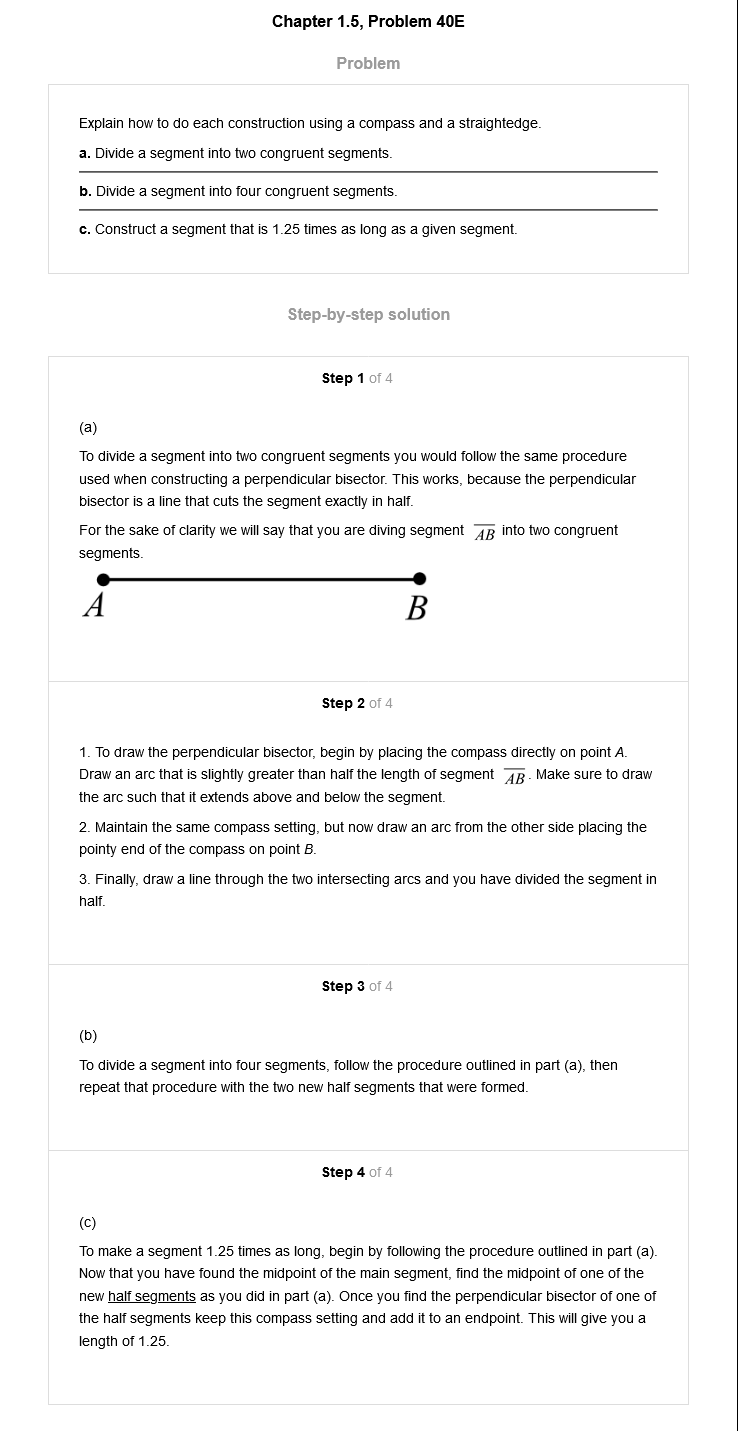 Chapter 1.5, Problem 40E
Problem
Explain how to do each construction using a compass and a straightedge.
a. Divide a segment into two congruent segments.
b. Divide a segment into four congruent segments.
c. Construct a segment that is 1.25 times as long as a given segment.
Step-by-step solution
Step 1 of 4
(a)
To divide a segment into two congruent segments you would follow the same procedure
used when constructing a perpendicular bisector. This works, because the perpendicular
bisector is a line that cuts the segment exactly in half.
For the sake of clarity we will say that you are diving segment AB into two congruent
segments.
A B
Step 2 of 4
1. To draw the perpendicular bisector, begin by placing the compass directly on point A.
Draw an arc that is slightly greater than half the length of segment AB. Make sure to draw
the arc such that it extends above and below the segment.
2. Maintain the same compass setting, but now draw an arc from the other side placing the
pointy end of the compass on point B.
3. Finally, draw a line through the two intersecting arcs and you have divided the segment in
half.
Step 3 of 4
(b)
To divide a segment into four segments, follow the procedure outlined in part (a), then
repeat that procedure with the two new half segments that were formed.
Step 4 of 4
(c)
To make a segment 1.25 times as long, begin by following the procedure outlined in part (a).
Now that you have found the midpoint of the main segment, find the midpoint of one of the
new half segments as you did in part (a). Once you find the perpendicular bisector of one of
the half segments keep this compass setting and add it to an endpoint. This will give you a
length of 1.25.